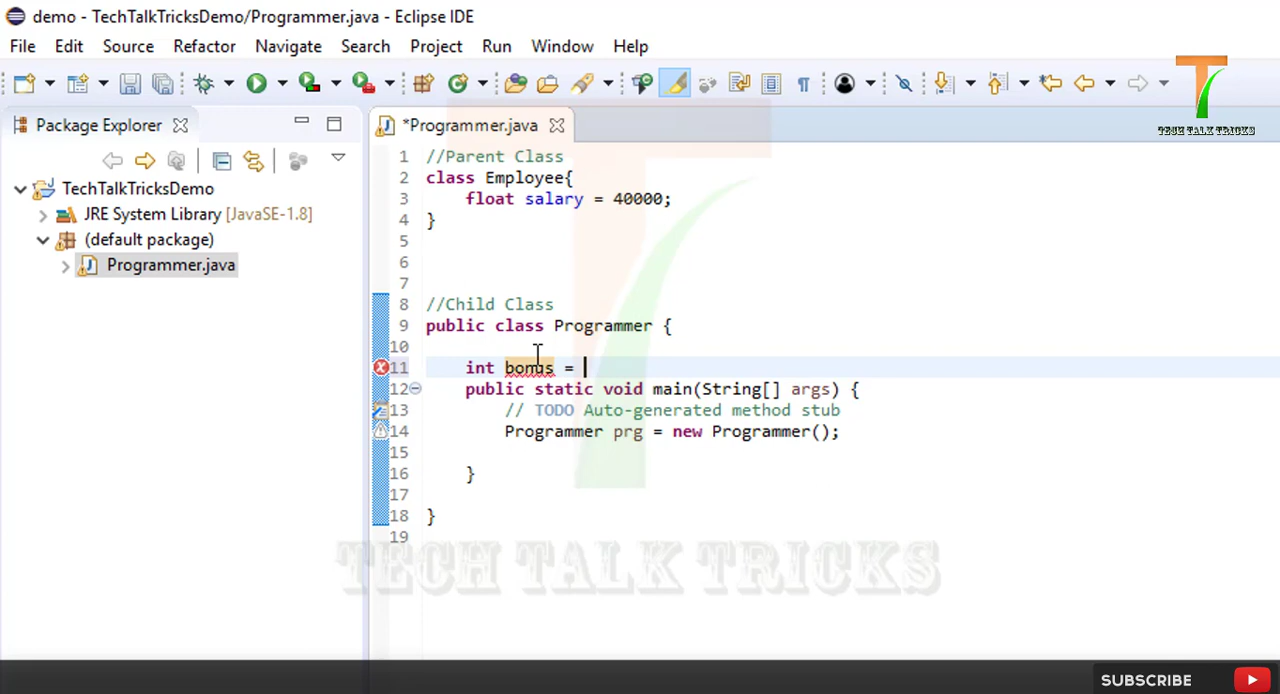 demo - TechTalkTricksDemo/Programmer.java - Eclipse IDE
File Edit Source Refactor Navigate Search Project Run Window Help
TECH TALK TRICKS
Package Explorer
*Programmer.java
TechTalkTricksDemo
JRE System Library [JavaSE-1.8]
(default package)
Programmer.java
1 //Parent Class
2 class Employee{
3 float salary = 40000;
4 }
5
6
7
8 //Child Class
9 public class Programmer {
10
11 int bonus =
12 public static void main(String[] args) {
13 // TODO Auto-generated method stub
14 Programmer prg = new Programmer();
15
16 }
17
18 }
19
TECH TALK TRICKS
SUBSCRIBE